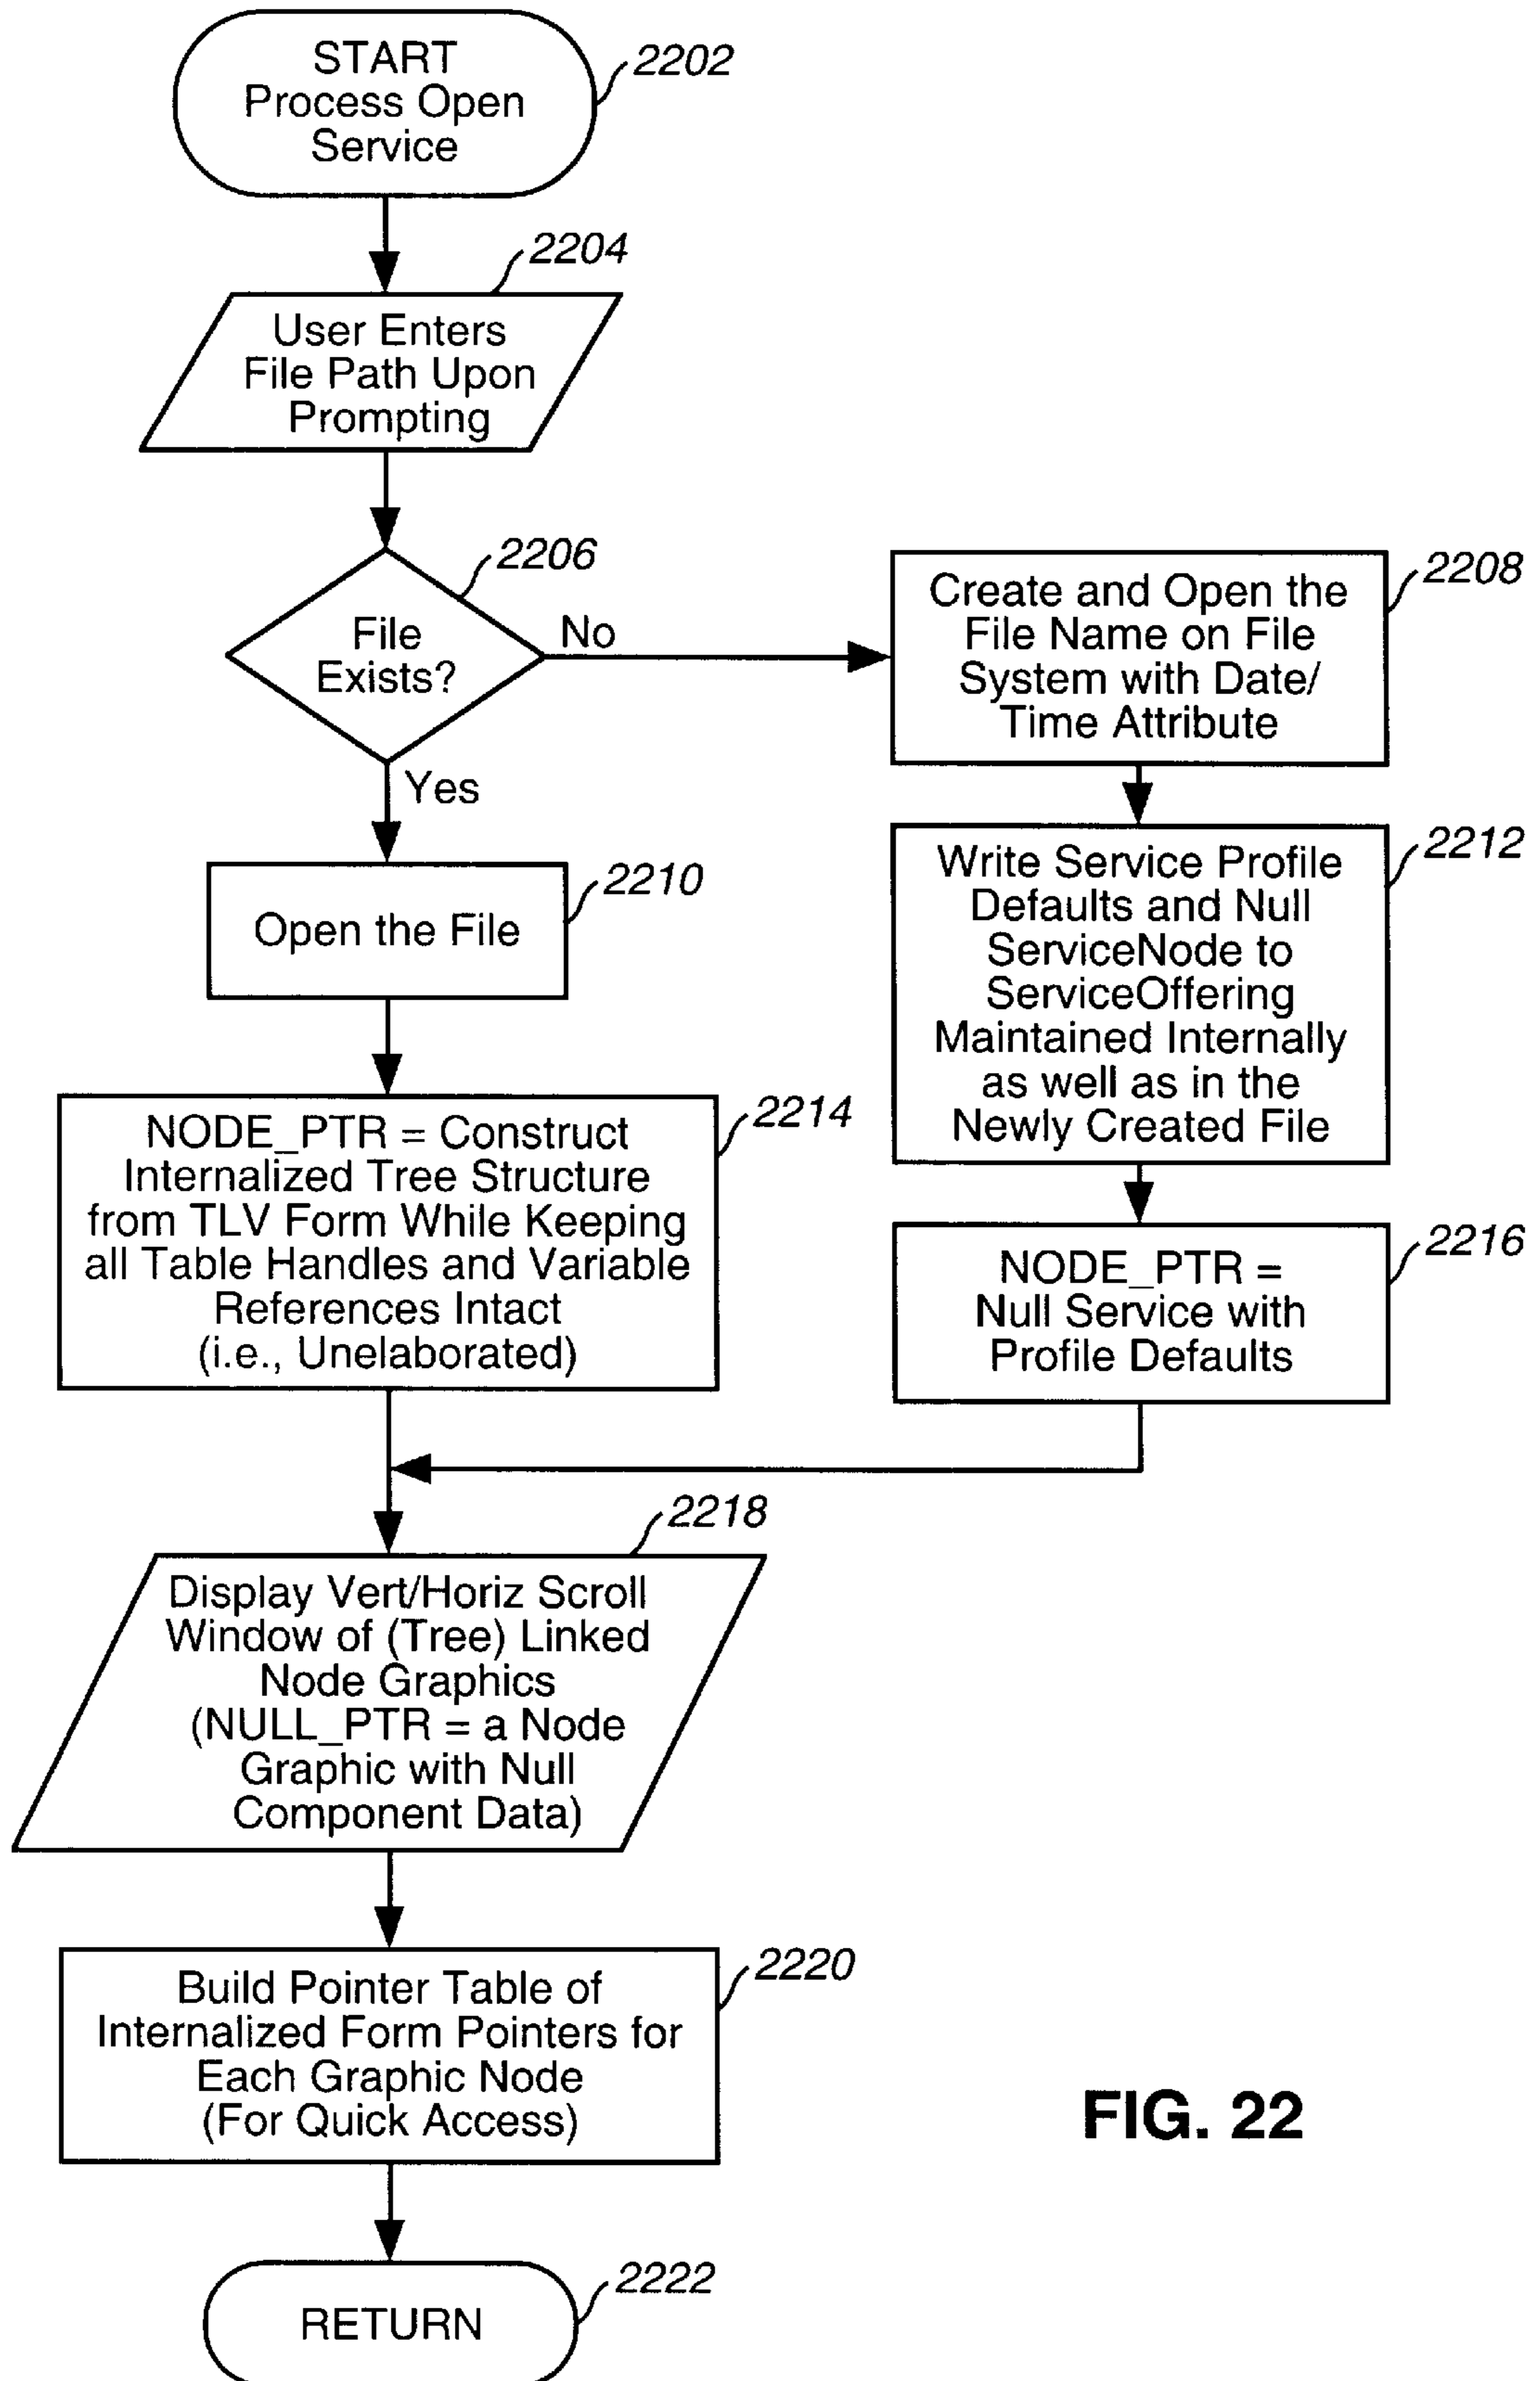 START
Process Open
Service
2202
2204
User Enters
File Path Upon
Prompting
2206
File
Exists?
No
Yes
2208
Create and Open the
File Name on File
System with Date/
Time Attribute
2210
Open the File
2212
Write Service Profile
Defaults and Null
ServiceNode to
ServiceOffering
Maintained Internally
as well as in the
Newly Created File
2214
NODE_PTR = Construct
Internalized Tree Structure
from TLV Form While Keeping
all Table Handles and Variable
References Intact
(i.e., Unelaborated)
2216
NODE_PTR =
Null Service with
Profile Defaults
2218
Display Vert/Horiz Scroll
Window of (Tree) Linked
Node Graphics
(NULL_PTR = a Node
Graphic with Null
Component Data)
2220
Build Pointer Table of
Internalized Form Pointers for
Each Graphic Node
(For Quick Access)
2222
RETURN
FIG. 22